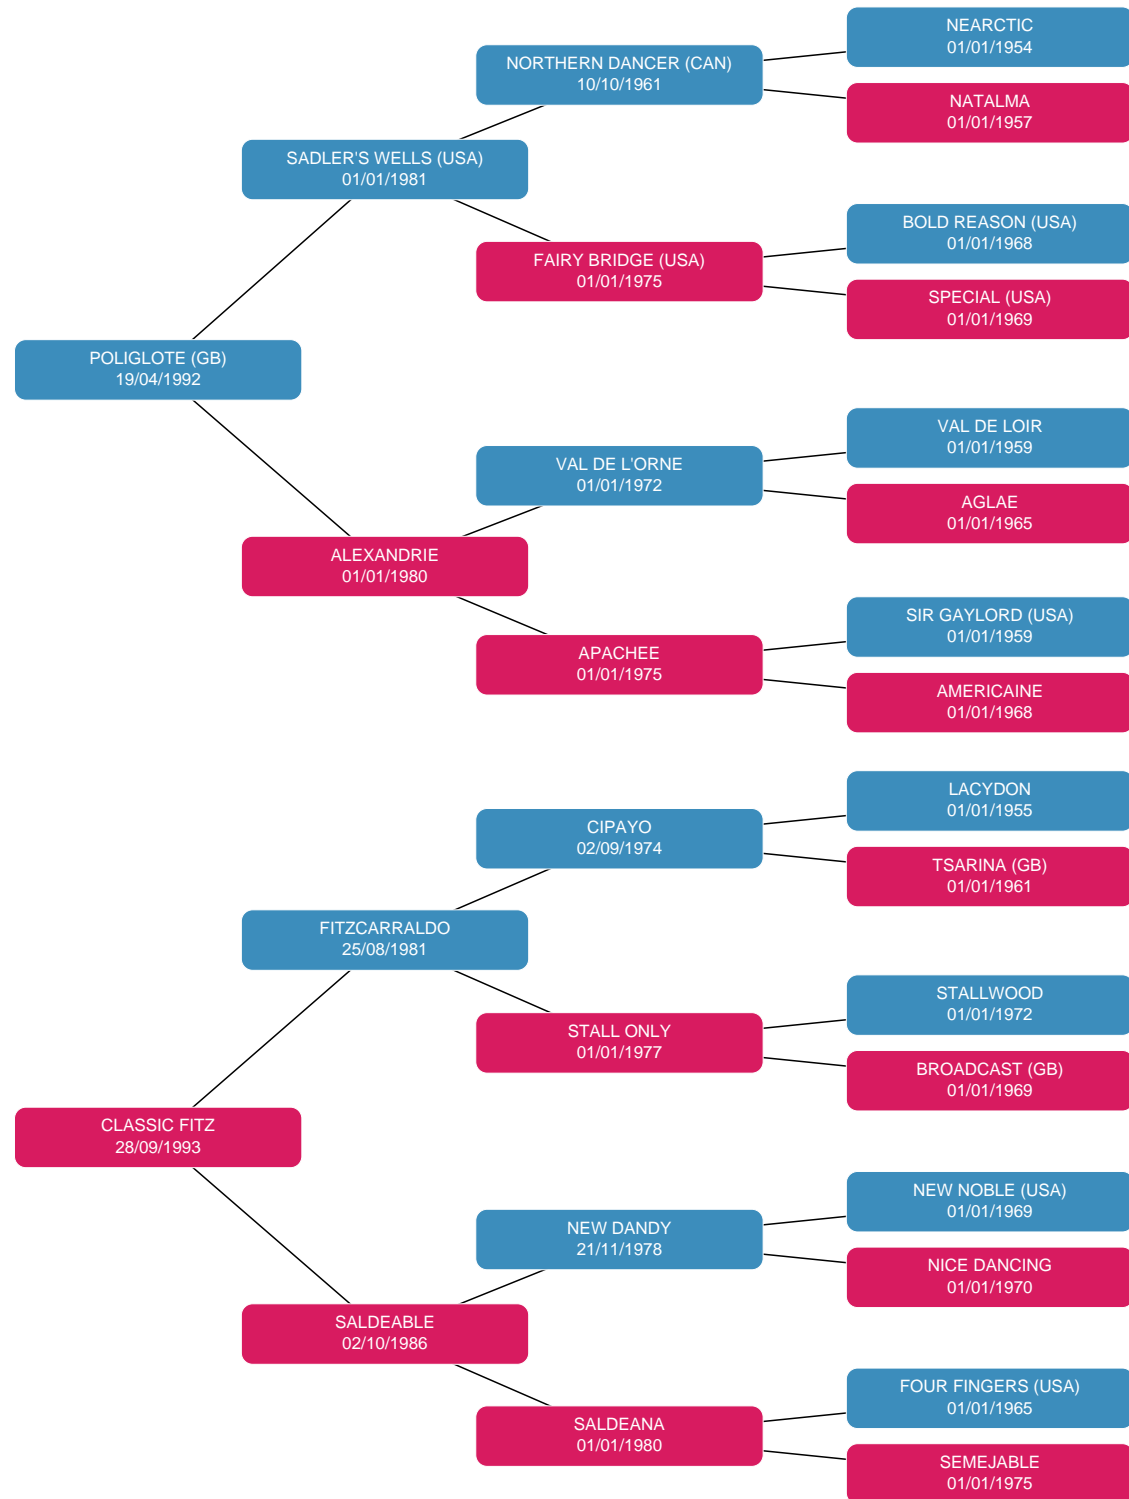 NEARCTIC
01/01/1954
NORTHERN DANCER (CAN)
10/10/1961
NATALMA
01/01/1957
SADLER'S WELLS (USA)
01/01/1981
BOLD REASON (USA)
01/01/1968
FAIRY BRIDGE (USA)
01/01/1975
SPECIAL (USA)
01/01/1969
POLIGLOTE (GB)
19/04/1992
VAL DE LOIR
01/01/1959
VAL DE L'ORNE
01/01/1972
AGLAE
01/01/1965
ALEXANDRIE
01/01/1980
SIR GAYLORD (USA)
01/01/1959
APACHEE
01/01/1975
AMERICAINE
01/01/1968
LACYDON
01/01/1955
CIPAYO
02/09/1974
TSARINA (GB)
01/01/1961
FITZCARRALDO
25/08/1981
STALLWOOD
01/01/1972
STALL ONLY
01/01/1977
BROADCAST (GB)
01/01/1969
CLASSIC FITZ
28/09/1993
NEW NOBLE (USA)
01/01/1969
NEW DANDY
21/11/1978
NICE DANCING
01/01/1970
SALDEABLE
02/10/1986
FOUR FINGERS (USA)
01/01/1965
SALDEANA
01/01/1980
SEMEJABLE
01/01/1975